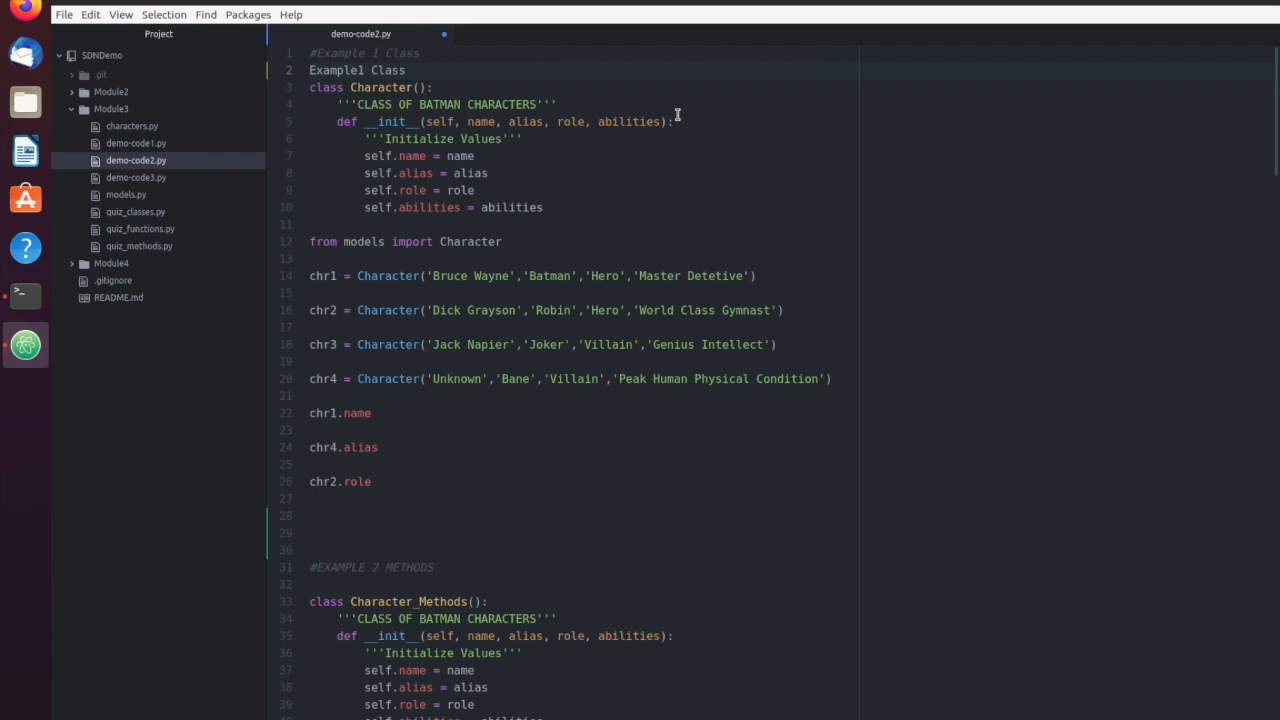 File Edit View Selection Find Packages Help
Project
SDNDemo
.git
Module2
Module3
characters.py
demo-code1.py
demo-code2.py
demo-code3.py
models.py
quiz_classes.py
quiz_functions.py
quiz_methods.py
Module4
.gitignore
README.md
demo-code2.py
1 #Example 1 Class
2 Example1 Class
3 class Character():
4 '''CLASS OF BATMAN CHARACTERS'''
5 def __init__(self, name, alias, role, abilities):
6 '''Initialize Values'''
7 self.name = name
8 self.alias = alias
9 self.role = role
10 self.abilities = abilities
11
12 from models import Character
13
14 chr1 = Character('Bruce Wayne','Batman','Hero','Master Detetive')
15
16 chr2 = Character('Dick Grayson','Robin','Hero','World Class Gymnast')
17
18 chr3 = Character('Jack Napier','Joker','Villain','Genius Intellect')
19
20 chr4 = Character('Unknown','Bane','Villain','Peak Human Physical Condition')
21
22 chr1.name
23
24 chr4.alias
25
26 chr2.role
27
28
29
30
31 #EXAMPLE 2 METHODS
32
33 class Character_Methods():
34 '''CLASS OF BATMAN CHARACTERS'''
35 def __init__(self, name, alias, role, abilities):
36 '''Initialize Values'''
37 self.name = name
38 self.alias = alias
39 self.role = role